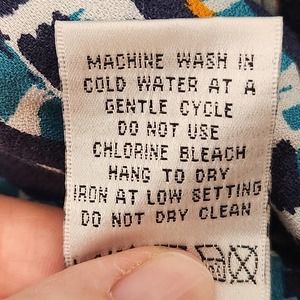 MACHINE WASH IN
COLD WATER AT A
GENTLE CYCLE
DO NOT USE
CHLORINE BLEACH
HANG TO DRY
IRON AT LOW SETTING
DO NOT DRY CLEAN